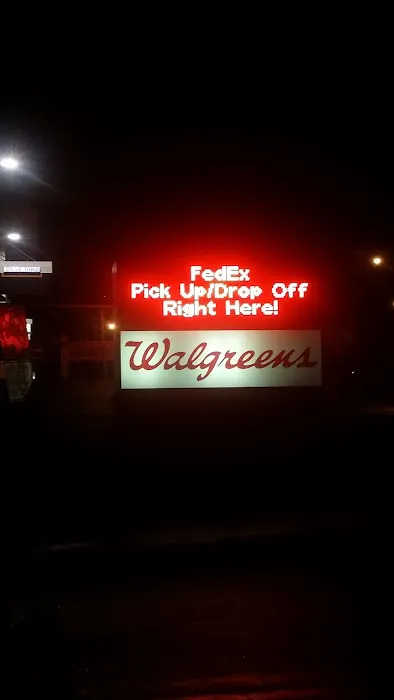 FedEx
Pick Up/Drop Off
Right Here!
Walgreens